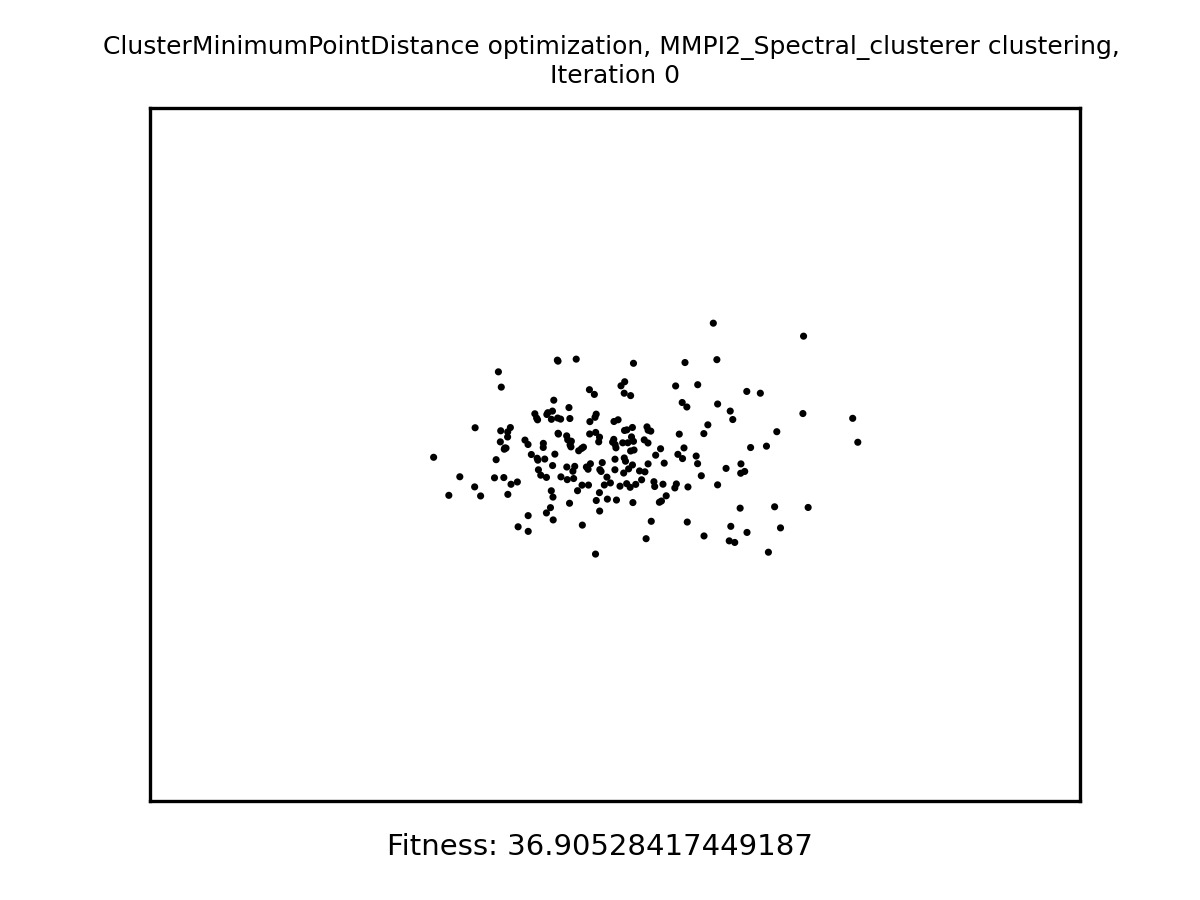 ClusterMinimumPointDistance optimization, MMPI2_Spectral_clusterer clustering,
Iteration 0
Fitness: 36.90528417449187